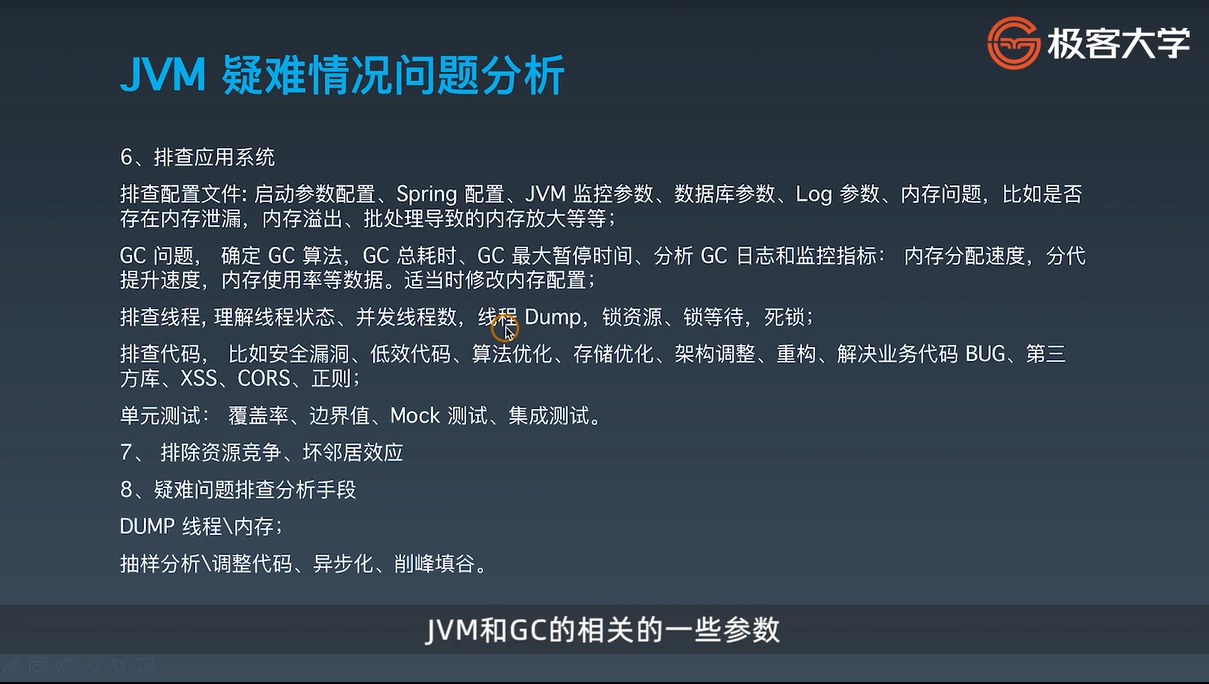 极客大学
JVM 疑难情况问题分析
6、排查应用系统
排查配置文件: 启动参数配置、Spring 配置、JVM 监控参数、数据库参数、Log 参数、内存问题，比如是否
存在内存泄漏，内存溢出、批处理导致的内存放大等等；
GC 问题， 确定 GC 算法，GC 总耗时、GC 最大暂停时间、分析 GC 日志和监控指标： 内存分配速度，分代
提升速度，内存使用率等数据。适当时修改内存配置；
排查线程, 理解线程状态、并发线程数，线程 Dump，锁资源、锁等待，死锁；
排查代码， 比如安全漏洞、低效代码、算法优化、存储优化、架构调整、重构、解决业务代码 BUG、第三
方库、XSS、CORS、正则；
单元测试： 覆盖率、边界值、Mock 测试、集成测试。
7、 排除资源竞争、坏邻居效应
8、疑难问题排查分析手段
DUMP 线程\内存；
抽样分析\调整代码、异步化、削峰填谷。
JVM和GC的相关的一些参数